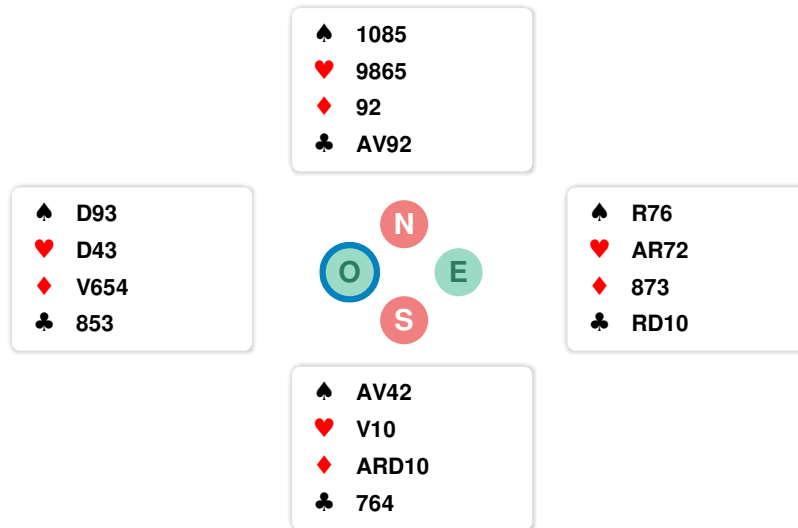 ♠ 1085
♥ 9865
♦ 92
♣ AV92
♠ D93
♥ D43
♦ V654
♣ 853
N
O E
S
♠ R76
♥ AR72
♦ 873
♣ RD10
♠ AV42
♥ V10
♦ ARD10
♣ 764